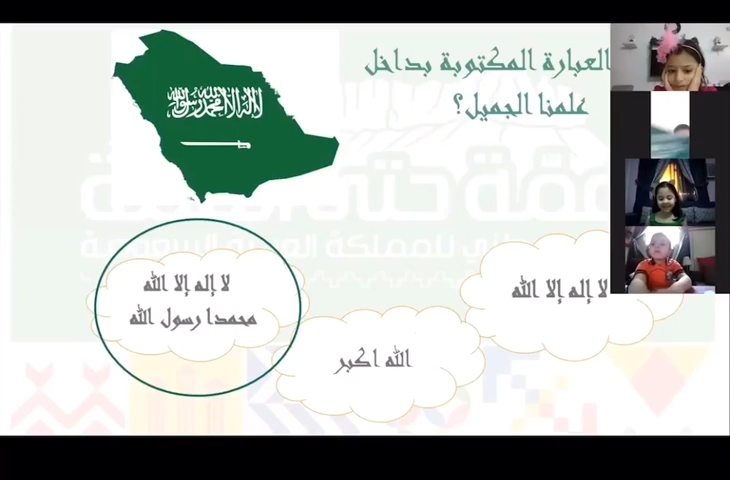 العبارة المكتوبة بداخل
علمنا الجميل؟
لا إله إلا الله محمد رسول الله
لا إله إلا الله
لا إله إلا الله
محمدا رسول الله
الله اكبر